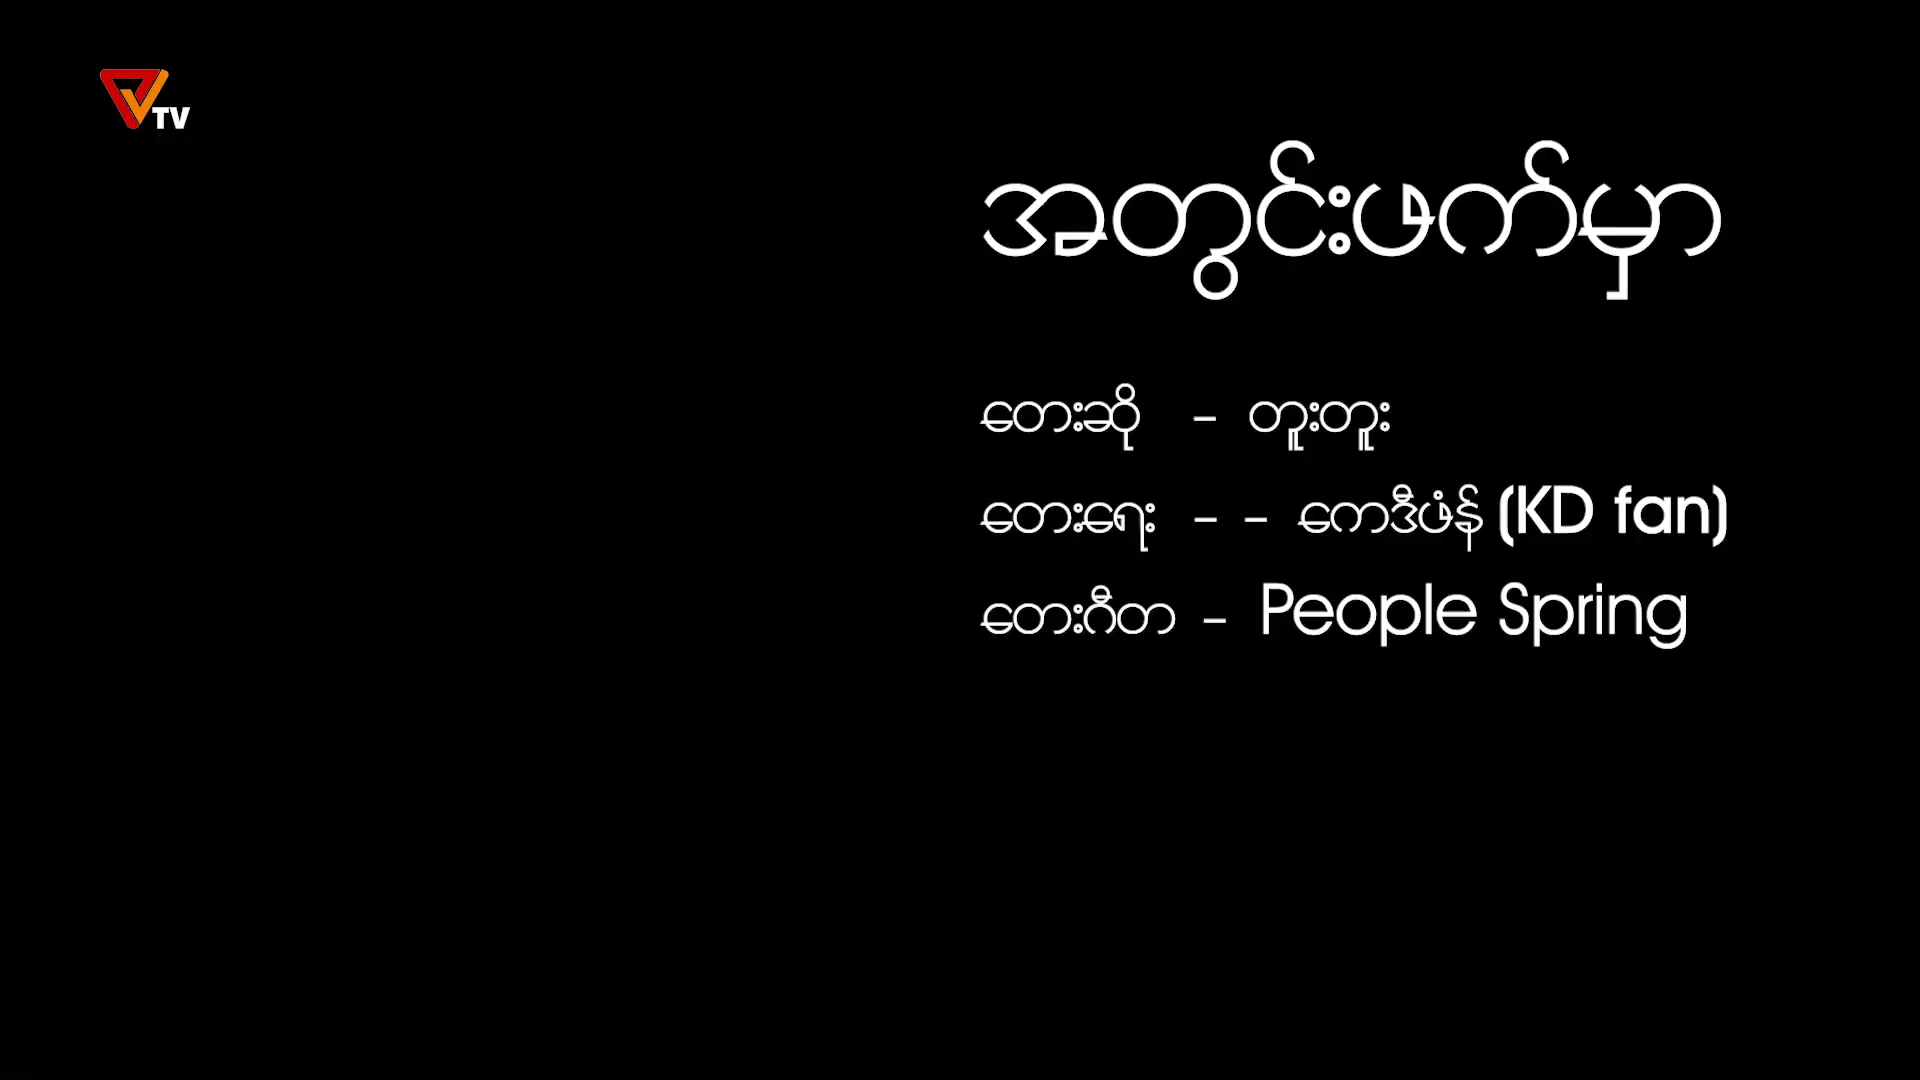 TV
အတွင်းဖက်မှာ
တေးဆို - တူးတူး
တေးရေး - - ကေဒီဖံန် (KD fan)
တေးဂီတ - People Spring